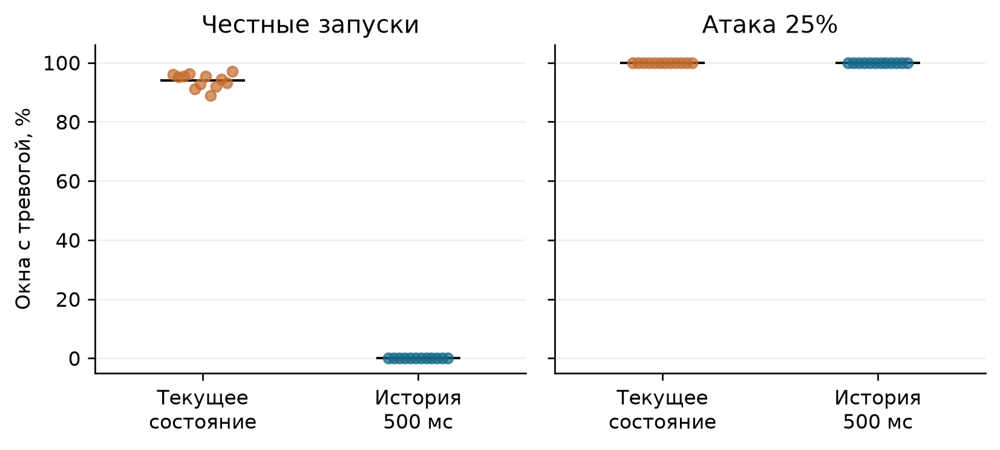 Честные запуски
Атака 25%
Окна с тревогой, %
100
80
60
40
20
0
Текущее
состояние
История
500 мс
Текущее
состояние
История
500 мс